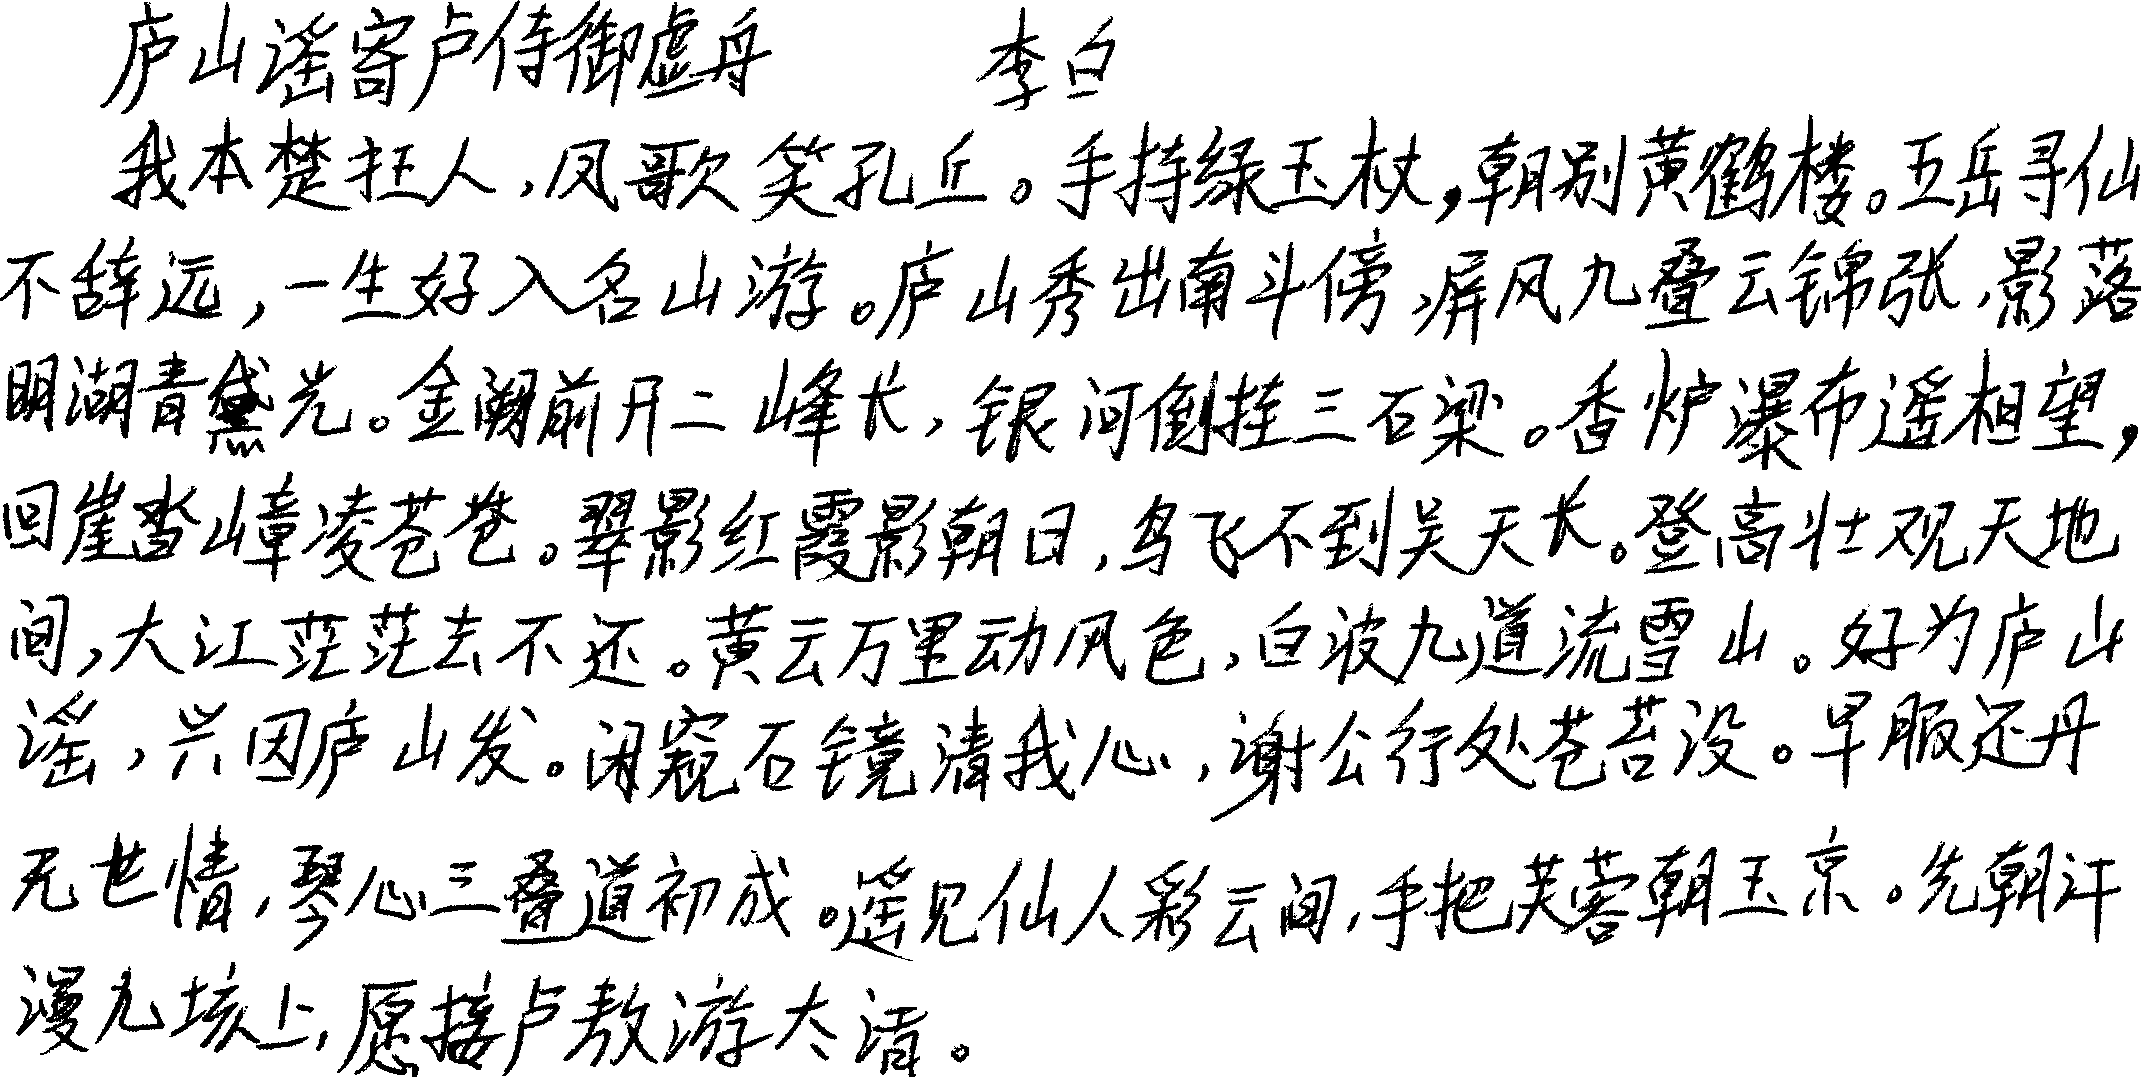 庐山谣寄卢侍御虚舟 李白
我本楚狂人,凤歌笑孔丘。手持绿玉杖,朝别黄鹤楼。五岳寻仙
不辞远,一生好入名山游。庐山秀出南斗傍,屏风九叠云锦张,影落
明湖青黛光。金阙前开二峰长,银河倒挂三石梁。香炉瀑布遥相望,
回崖沓嶂凌苍苍。翠影红霞影朝日,鸟飞不到吴天长。登高壮观天地
间,大江茫茫去不还。黄云万里动风色,白波九道流雪山。好为庐山
谣,兴因庐山发。闲窥石镜清我心,谢公行处苍苔没。早服还丹
无世情,琴心三叠道初成。遥见仙人彩云间,手把芙蓉朝玉京。先朝汗
漫九垓上,愿接卢敖游太清。